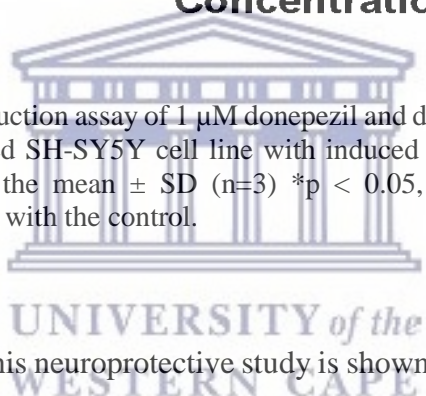 Concentratio
uction assay of 1 μM donepezil and d
d SH-SY5Y cell line with induced
the mean ± SD (n=3) *p < 0.05,
with the control.
UNIVERSITY of the
his neuroprotective study is shown
WESTERN CAPE